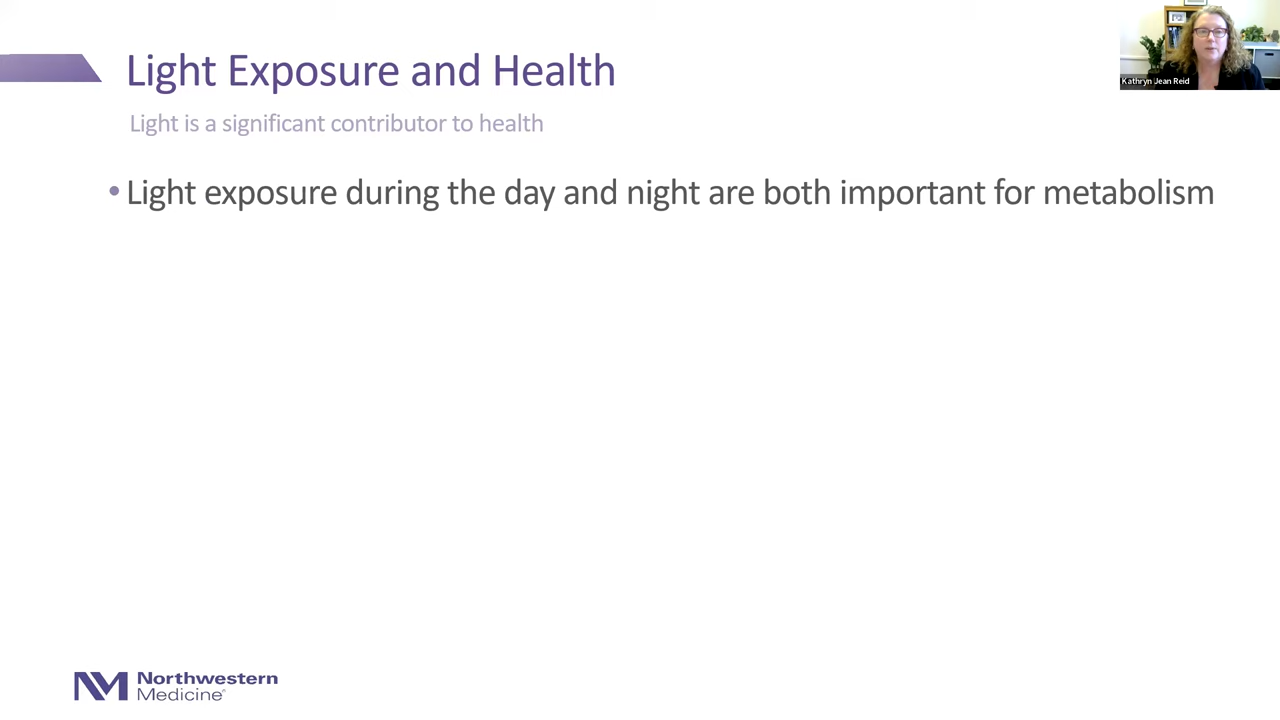 Light Exposure and Health
Kathryn Jean Reid
Light is a significant contributor to health
• Light exposure during the day and night are both important for metabolism
NM Northwestern
Medicine®